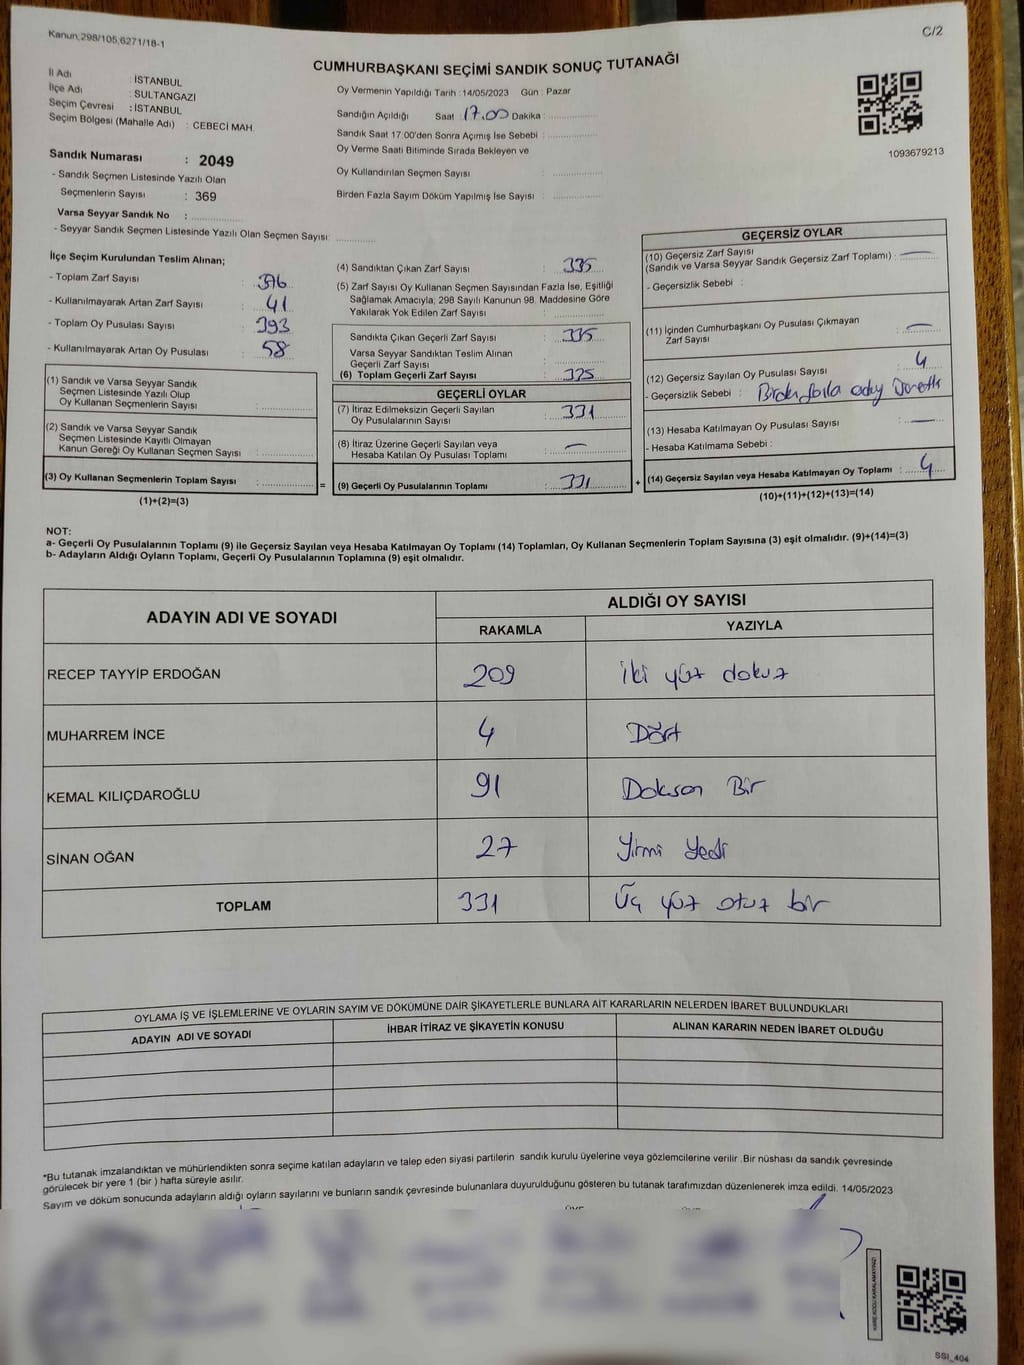 Kanun.298/105,6271/18-1
C/2
CUMHURBAŞKANI SEÇİMİ SANDIK SONUÇ TUTANAĞI
İl Adı : İSTANBUL
İlçe Adı : SULTANGAZİ
Seçim Çevresi : İSTANBUL
Seçim Bölgesi (Mahalle Adı) : CEBECİ MAH.
Sandık Numarası : 2049
- Sandık Seçmen Listesinde Yazılı Olan
Seçmenlerin Sayısı : 369
Varsa Seyyar Sandık No :
- Seyyar Sandık Seçmen Listesinde Yazılı Olan Seçmen Sayısı :
Oy Vermenin Yapıldığı Tarih : 14/05/2023 Gün : Pazar
Sandığın Açıldığı Saat : 17.00 Dakika :
Sandık Saat 17:00'den Sonra Açımış İse Sebebi :
Oy Verme Saati Bitiminde Sırada Bekleyen ve
Oy Kullandırılan Seçmen Sayısı :
Birden Fazla Sayım Döküm Yapılmış İse Sayısı :
1093679213
İlçe Seçim Kurulundan Teslim Alınan;
- Toplam Zarf Sayısı : 376
- Kullanılmayarak Artan Zarf Sayısı : 41
- Toplam Oy Pusulası Sayısı : 393
- Kullanılmayarak Artan Oy Pusulası : 58
(1) Sandık ve Varsa Seyyar Sandık
Seçmen Listesinde Yazılı Olup
Oy Kullanan Seçmenlerin Sayısı :
(2) Sandık ve Varsa Seyyar Sandık
Seçmen Listesinde Kayıtlı Olmayan
Kanun Gereği Oy Kullanan Seçmen Sayısı :
(3) Oy Kullanan Seçmenlerin Toplam Sayısı : =
(1)+(2)=(3)
(4) Sandıktan Çıkan Zarf Sayısı : 335
(5) Zarf Sayısı Oy Kullanan Seçmen Sayısından Fazla İse, Eşitliği
Sağlamak Amacıyla, 298 Sayılı Kanunun 98. Maddesine Göre
Yakılarak Yok Edilen Zarf Sayısı :
Sandıkta Çıkan Geçerli Zarf Sayısı : 335
Varsa Seyyar Sandıktan Teslim Alınan
Geçerli Zarf Sayısı :
(6) Toplam Geçerli Zarf Sayısı : 335
GEÇERLİ OYLAR
(7) İtiraz Edilmeksizin Geçerli Sayılan
Oy Pusulalarının Sayısı : 331
(8) İtiraz Üzerine Geçerli Sayılan veya
Hesaba Katılan Oy Pusulası Toplamı : —
(9) Geçerli Oy Pusulalarının Toplamı : 331 +
GEÇERSİZ OYLAR
(10) Geçersiz Zarf Sayısı
(Sandık ve Varsa Seyyar Sandık Geçersiz Zarf Toplamı) : —
- Geçersizlik Sebebi :
(11) İçinden Cumhurbaşkanı Oy Pusulası Çıkmayan
Zarf Sayısı : —
(12) Geçersiz Sayılan Oy Pusulası Sayısı : 4
- Geçersizlik Sebebi : Birden fazla aday
(13) Hesaba Katılmayan Oy Pusulası Sayısı : —
- Hesaba Katılmama Sebebi :
(14) Geçersiz Sayılan veya Hesaba Katılmayan Oy Toplamı : 4
(10)+(11)+(12)+(13)=(14)
NOT:
a- Geçerli Oy Pusulalarının Toplamı (9) ile Geçersiz Sayılan veya Hesaba Katılmayan Oy Toplamı (14) Toplamları, Oy Kullanan Seçmenlerin Toplam Sayısına (3) eşit olmalıdır. (9)+(14)=(3)
b- Adayların Aldığı Oyların Toplamı, Geçerli Oy Pusulalarının Toplamına (9) eşit olmalıdır.
ADAYIN ADI VE SOYADI
ALDIĞI OY SAYISI
RAKAMLA YAZIYLA
RECEP TAYYİP ERDOĞAN 209 iki yüz dokuz
MUHARREM İNCE 4 Dört
KEMAL KILIÇDAROĞLU 91 Doksan Bir
SİNAN OĞAN 27 Yirmi Yedi
TOPLAM 331 Üç yüz otuz bir
OYLAMA İŞ VE İŞLEMLERİNE VE OYLARIN SAYIM VE DÖKÜMÜNE DAİR ŞİKAYETLERLE BUNLARA AİT KARARLARIN NELERDEN İBARET BULUNDUKLARI
ADAYIN ADI VE SOYADI İHBAR İTİRAZ VE ŞİKAYETİN KONUSU ALINAN KARARIN NEDEN İBARET OLDUĞU
*Bu tutanak imzalandıktan ve mühürlendikten sonra seçime katılan adayların ve talep eden siyasi partilerin sandık kurulu üyelerine veya gözlemcilerine verilir. Bir nüshası da sandık çevresinde
görülecek bir yere 1 (bir) hafta süreyle asılır.
Sayım ve döküm sonucunda adayların aldığı oyların sayılarını ve bunların sandık çevresinde bulunanlara duyurulduğunu gösteren bu tutanak tarafımızdan düzenlenerek imza edildi. 14/05/2023
KARE KODU KARALAMAYINIZ!
SSI_404